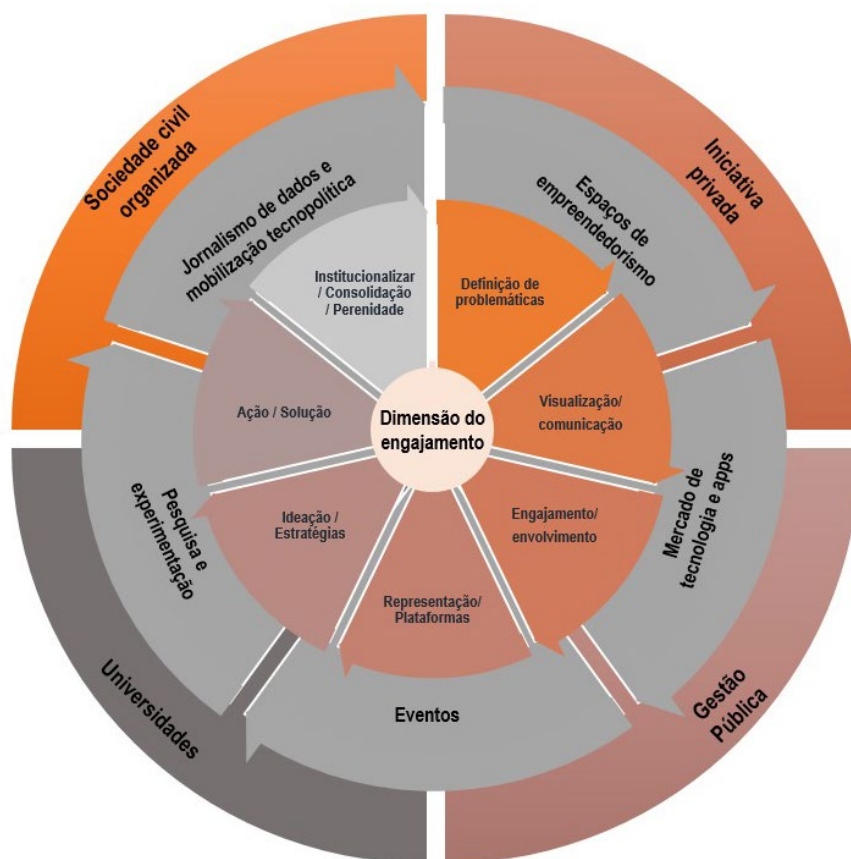 Sociedade civil
organizada
Iniciativa
privada
Jornalismo de dados e
mobilização tecnopolítica
Espaços de
empreendedorismo
Institucionalizar
/ Consolidação
/ Perenidade
Definição de
problemáticas
Ação / Solução
Dimensão do
engajamento
Visualização/
comunicação
Pesquisa e
experimentação
Ideação /
Estratégias
Engajamento/
envolvimento
Mercado de
tecnologia e apps
Representação/
Plataformas
Universidades
Eventos
Gestão
Pública